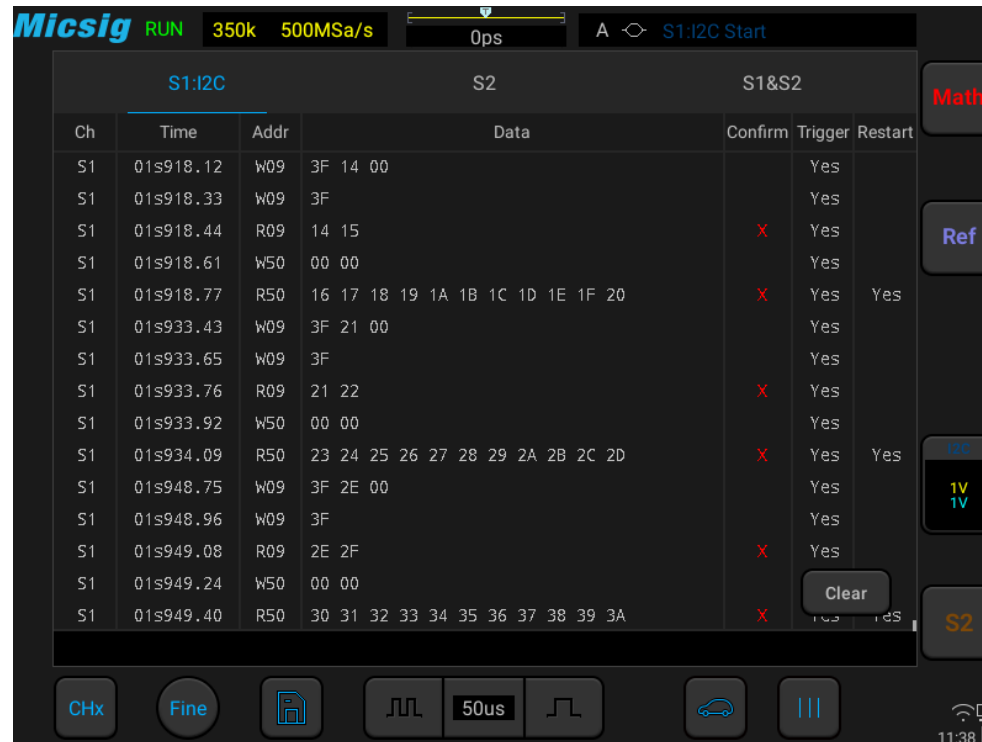 Micsig RUN 350k 500MSa/s T 0ps A S1:I2C Start
S1:I2C S2 S1&S2
Math
Ch Time Addr Data Confirm Trigger Restart
S1 01s918.12 W09 3F 14 00 Yes
S1 01s918.33 W09 3F Yes
S1 01s918.44 R09 14 15 X Yes
Ref
S1 01s918.61 W50 00 00 Yes
S1 01s918.77 R50 16 17 18 19 1A 1B 1C 1D 1E 1F 20 X Yes Yes
S1 01s933.43 W09 3F 21 00 Yes
S1 01s933.65 W09 3F Yes
S1 01s933.76 R09 21 22 X Yes
S1 01s933.92 W50 00 00 Yes
S1 01s934.09 R50 23 24 25 26 27 28 29 2A 2B 2C 2D X Yes Yes
I2C
S1 01s948.75 W09 3F 2E 00 Yes
1V
1V
S1 01s948.96 W09 3F Yes
S1 01s949.08 R09 2E 2F X Yes
S1 01s949.24 W50 00 00
Clear
S1 01s949.40 R50 30 31 32 33 34 35 36 37 38 39 3A X Yes Yes
S2
CHx Fine 50us
11:38